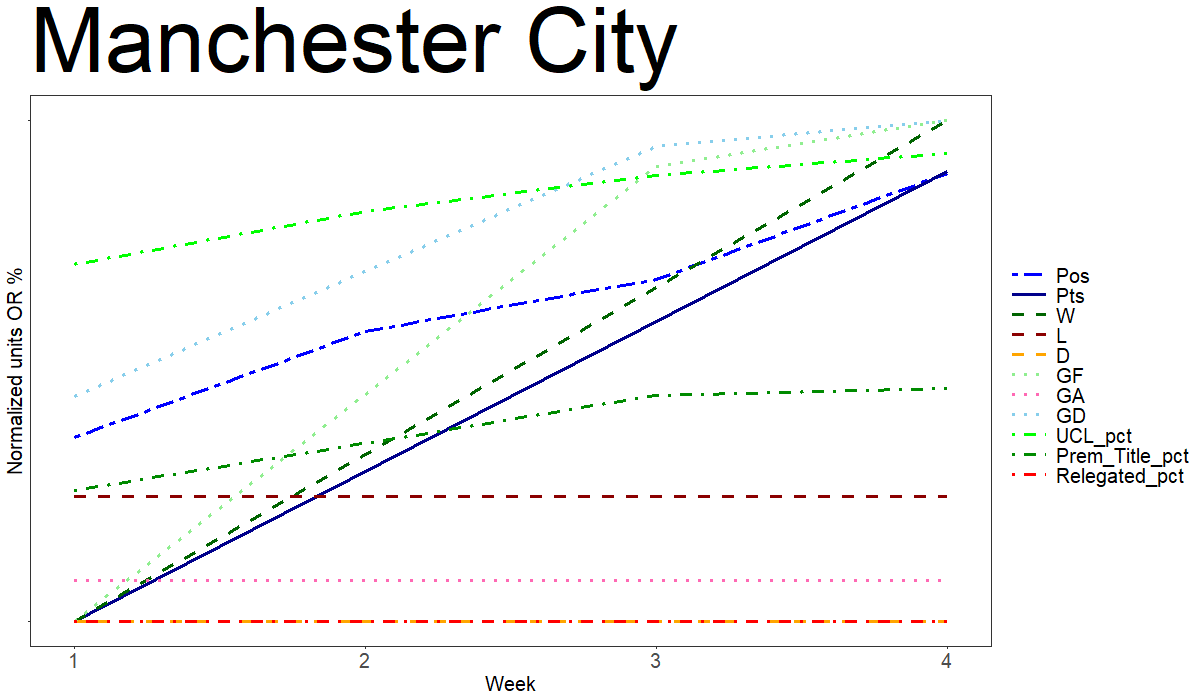 Manchester City
Normalized units OR %
1
2
3
4
Week
Pos
Pts
W
L
D
GF
GA
GD
UCL_pct
Prem_Title_pct
Relegated_pct